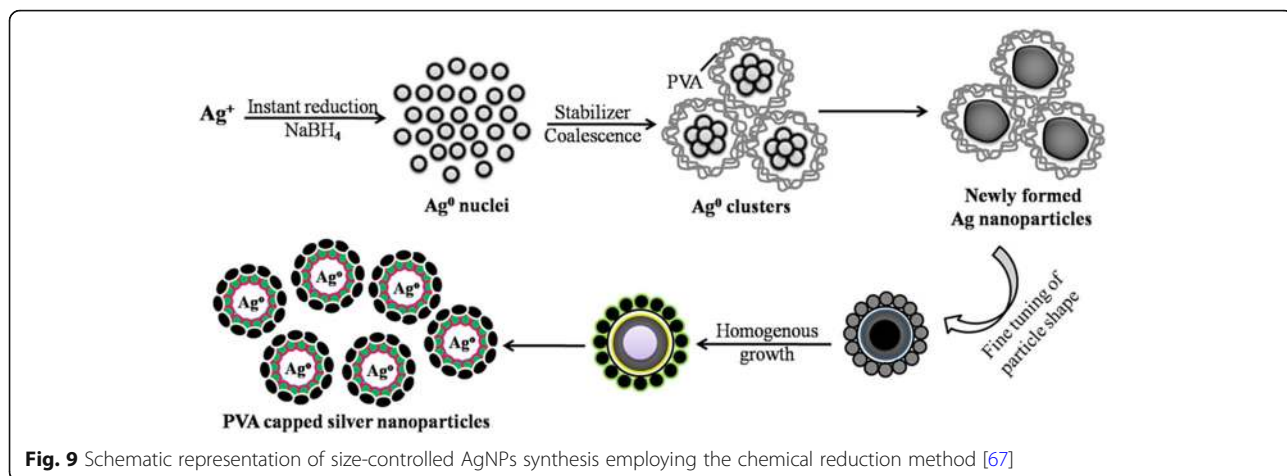 Ag⁺
Instant reduction
NaBH₄
Ag⁰ nuclei
Stabilizer
Coalescence
PVA
Ag⁰ clusters
Newly formed
Ag nanoparticles
Fine tuning of
particle shape
Homogenous
growth
Ag⁰
Ag⁰
Ag⁰
Ag⁰
Ag⁰
Ag⁰
PVA capped silver nanoparticles
Fig. 9 Schematic representation of size-controlled AgNPs synthesis employing the chemical reduction method [67]